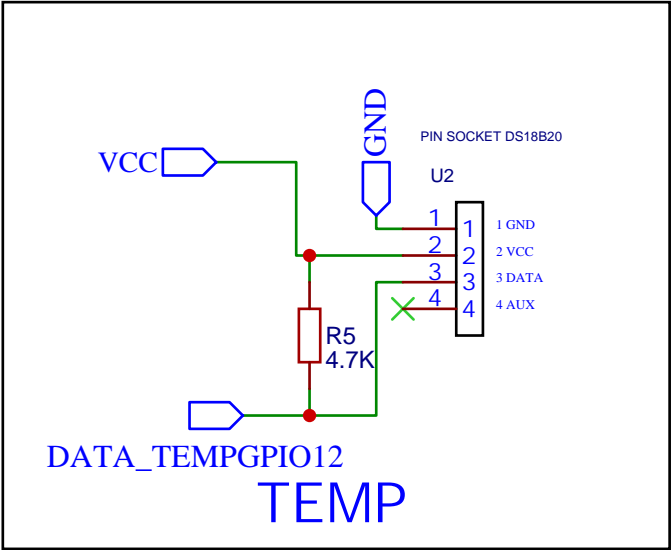 GND
PIN SOCKET DS18B20
VCC
U2
1 1 1 GND
2 2 2 VCC
3 3 3 DATA
4 4 4 AUX
R5
4.7K
DATA_TEMPGPIO12
TEMP